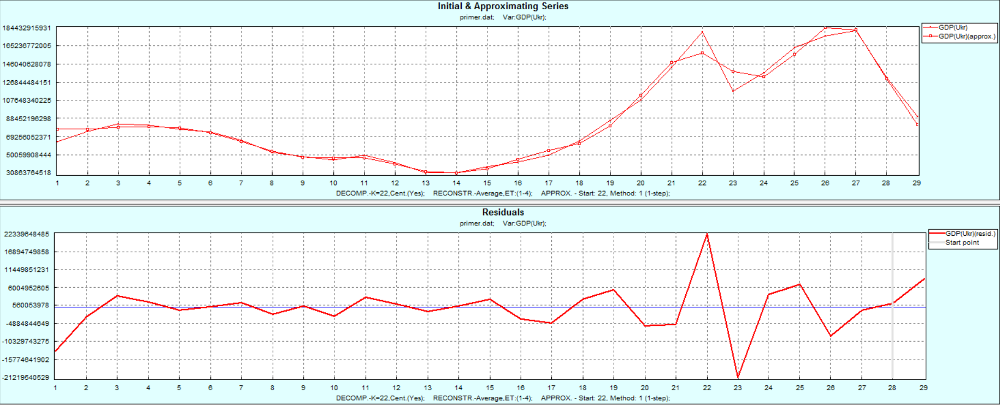 Initial & Approximating Series
primer.dat; Var:GDP(Ukr);
184432915931
165236772005
146040628078
126844484151
107648340225
88452196298
69256052371
50059908444
30863764518
1 2 3 4 5 6 7 8 9 10 11 12 13 14 15 16 17 18 19 20 21 22 23 24 25 26 27 28 29
GDP(Ukr)
GDP(Ukr)(approx.)
DECOMP.-K=22,Cent.(Yes); RECONSTR.-Average,ET:(1-4); APPROX. - Start: 22, Method: 1 (1-step);
Residuals
primer.dat; Var:GDP(Ukr);
22339648485
16894749858
11449851231
6004952605
560053978
-4884844649
-10329743275
-15774641902
-21219540529
1 2 3 4 5 6 7 8 9 10 11 12 13 14 15 16 17 18 19 20 21 22 23 24 25 26 27 28 29
GDP(Ukr)(resid.)
Start point
DECOMP.-K=22,Cent.(Yes); RECONSTR.-Average,ET:(1-4); APPROX. - Start: 22, Method: 1 (1-step);